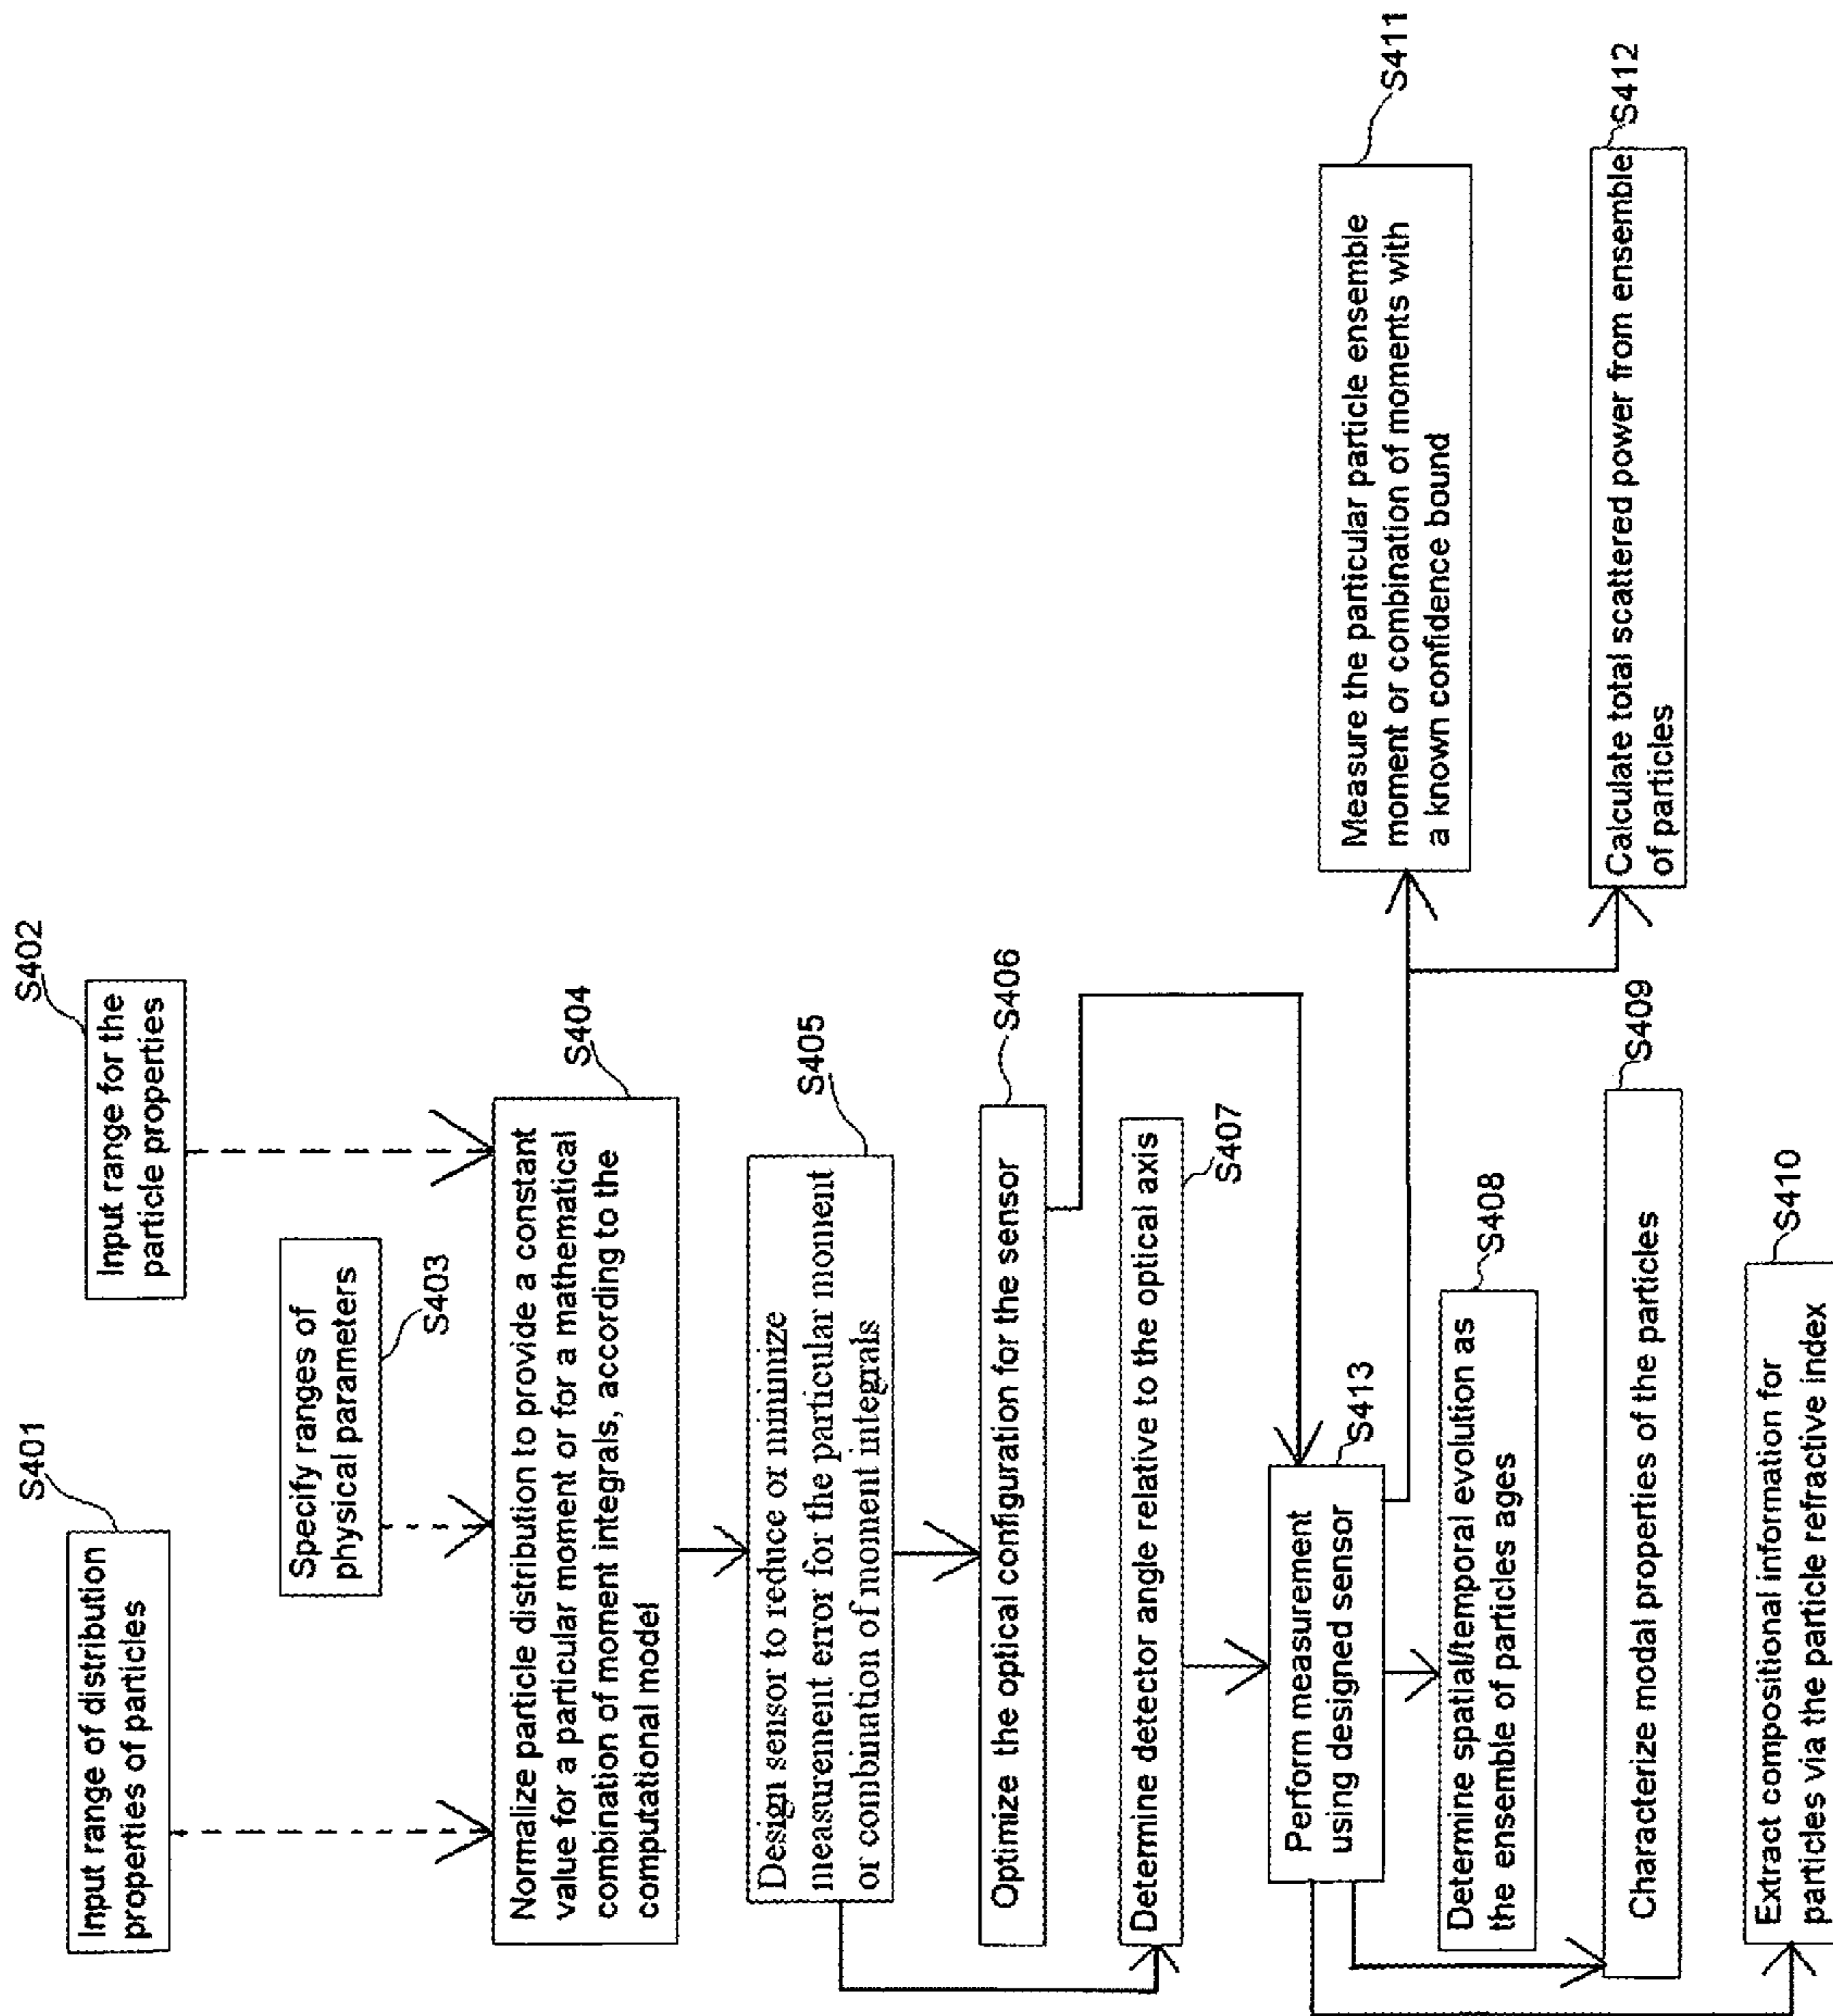 S401
Input range of distribution
properties of particles
S402
Input range for the
particle properties
Specify ranges of
physical parameters
S403
S404
Normalize particle distribution to provide a constant
value for a particular moment or for a mathematical
combination of moment integrals, according to the
computational model
S405
Design sensor to reduce or minimize
measurement error for the particular moment
or combination of moment integrals
S406
Optimize the optical configuration for the sensor
Determine detector angle relative to the optical axis
S407
S413
Perform measurement
using designed sensor
S408
Determine spatial/temporal evolution as
the ensemble of particles ages
S409
Characterize modal properties of the particles
S410
Extract compositional information for
particles via the particle refractive index
S411
Measure the particular particle ensemble
moment or combination of moments with
a known confidence bound
S412
Calculate total scattered power from ensemble
of particles